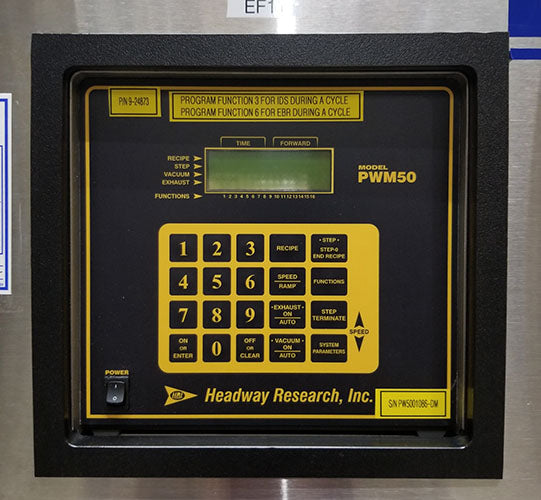 P/N 9-24873
PROGRAM FUNCTION 3 FOR IDS DURING A CYCLE
PROGRAM FUNCTION 6 FOR EBR DURING A CYCLE
TIME FORWARD
RECIPE
STEP
VACUUM
EXHAUST
FUNCTIONS 1 2 3 4 5 6 7 8 9 10 11 12 13 14 15 16
MODEL
PWM50
1 2 3 RECIPE
• STEP •
STEP-0
END RECIPE
4 5 6
SPEED
RAMP
FUNCTIONS
7 8 9
• EXHAUST •
ON
AUTO
STEP
TERMINATE
SPEED
ON
OR
ENTER
0
OFF
OR
CLEAR
• VACUUM •
ON
AUTO
SYSTEM
PARAMETERS
POWER
HRI Headway Research, Inc.
S/N PW5001086-DM